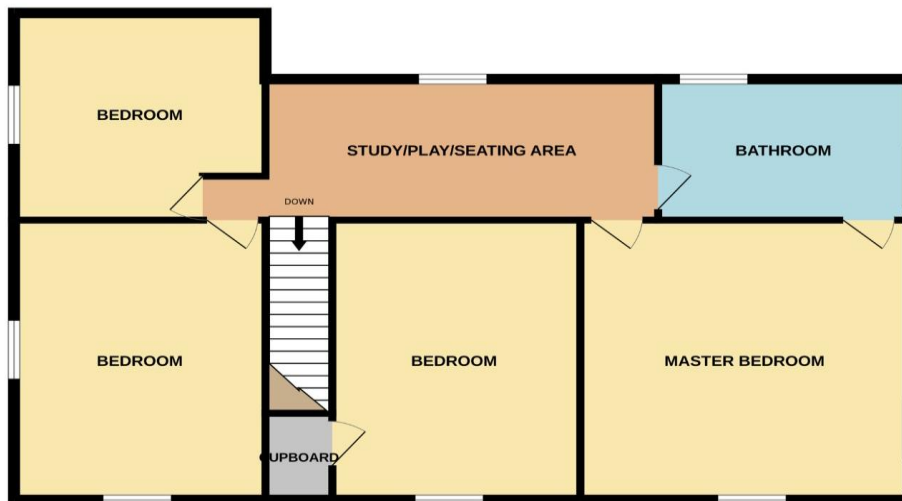 BEDROOM
STUDY/PLAY/SEATING AREA
BATHROOM
DOWN
BEDROOM
BEDROOM
MASTER BEDROOM
CUPBOARD